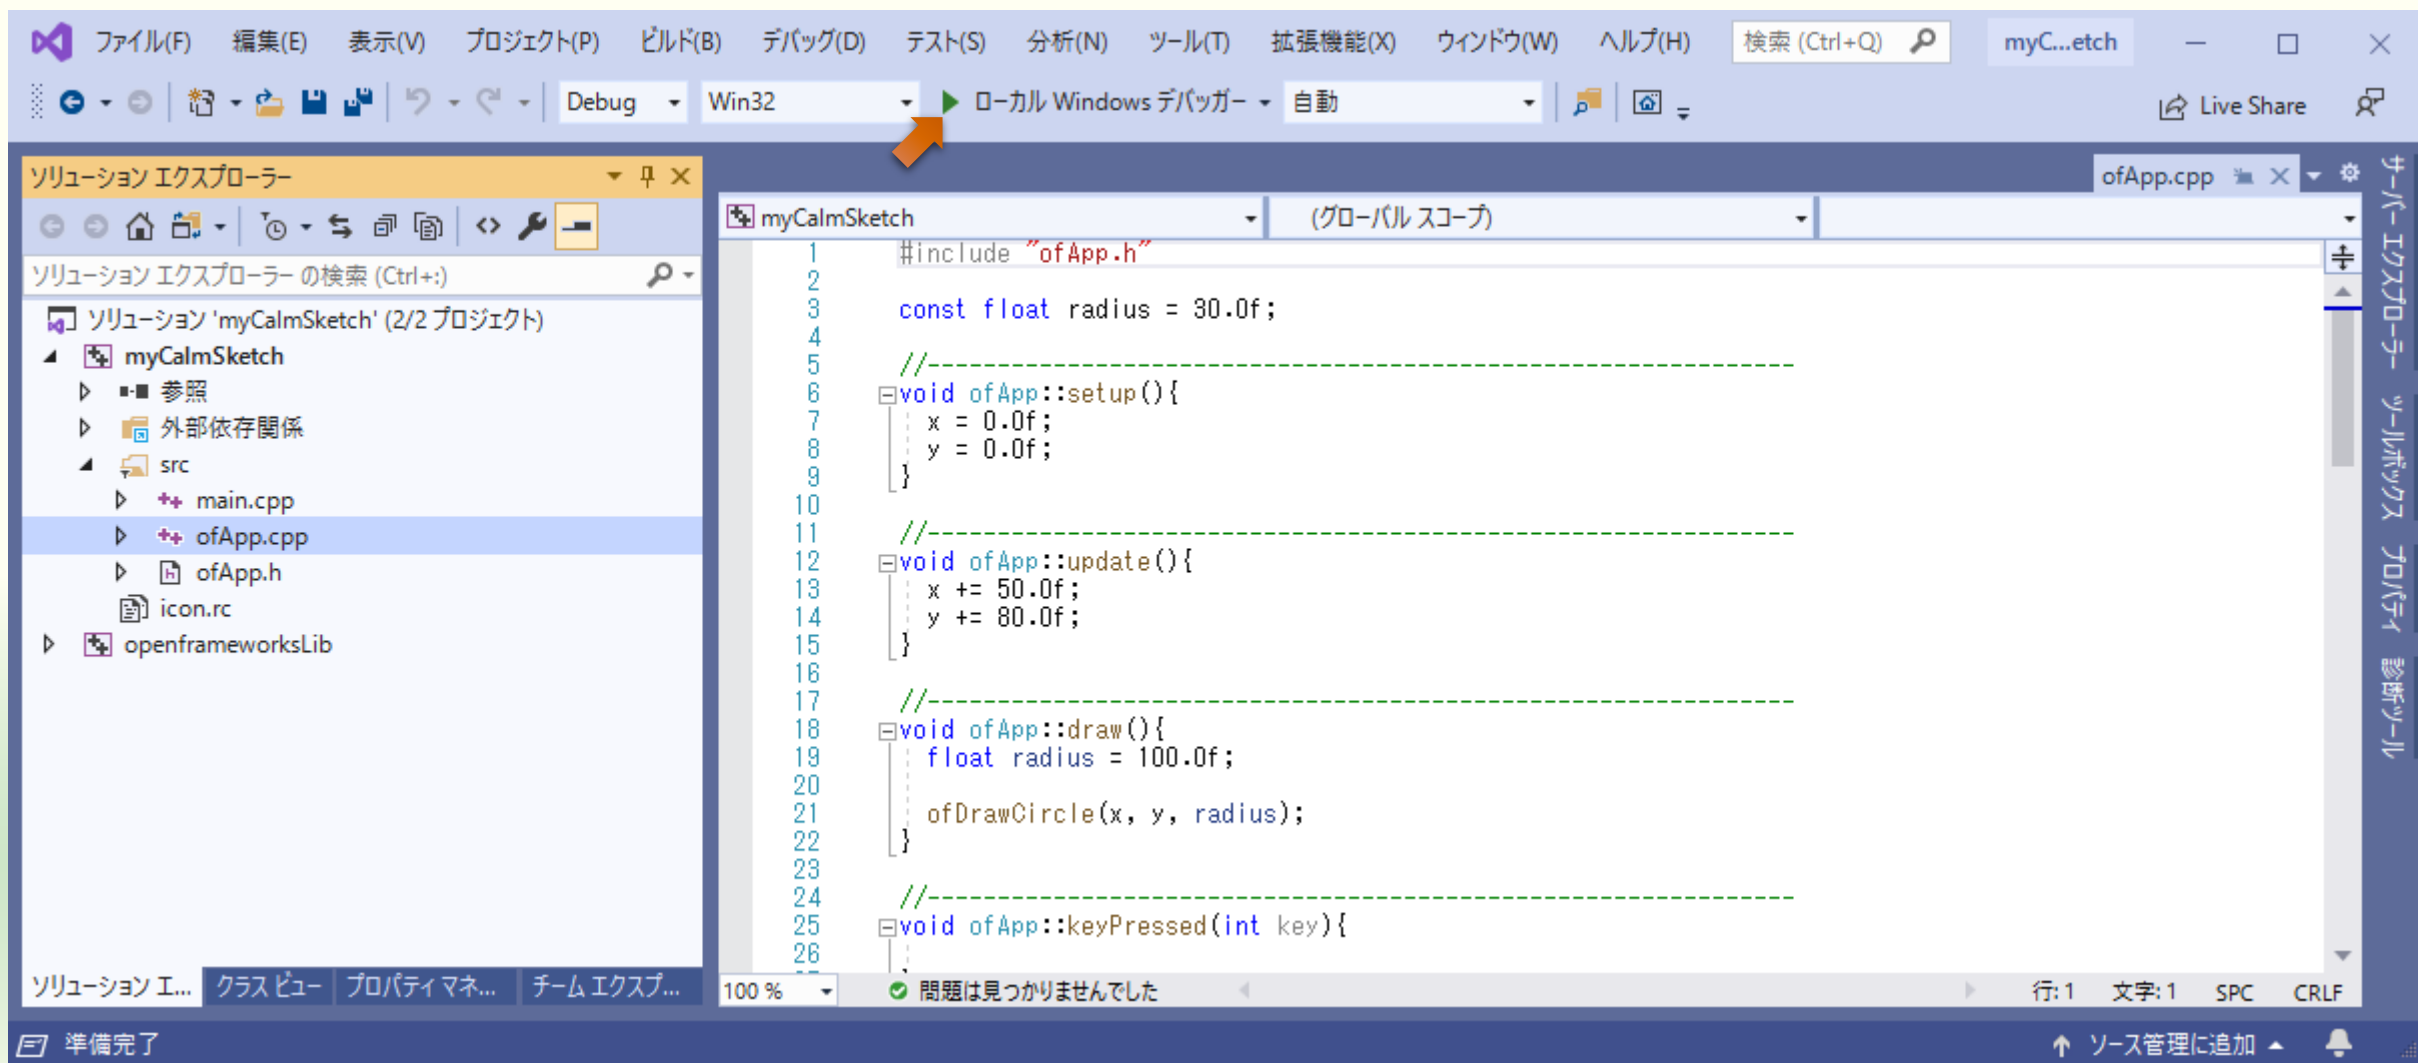 ファイル(F) 編集(E) 表示(V) プロジェクト(P) ビルド(B) デバッグ(D) テスト(S) 分析(N) ツール(T) 拡張機能(X) ウィンドウ(W) ヘルプ(H) 検索 (Ctrl+Q) myC...etch
Debug Win32 ローカル Windows デバッガー 自動 Live Share
ソリューション エクスプローラー
ソリューション エクスプローラー の検索 (Ctrl+:)
ソリューション 'myCalmSketch' (2/2 プロジェクト)
myCalmSketch
参照
外部依存関係
src
main.cpp
ofApp.cpp
ofApp.h
icon.rc
openframeworksLib
ソリューション エ... クラス ビュー プロパティ マネ... チーム エクスプ...
ofApp.cpp
myCalmSketch (グローバル スコープ)
1 #include "ofApp.h"
2
3 const float radius = 30.0f;
4
5 //--------------------------------------------------------------
6 void ofApp::setup(){
7 x = 0.0f;
8 y = 0.0f;
9 }
10
11 //--------------------------------------------------------------
12 void ofApp::update(){
13 x += 50.0f;
14 y += 80.0f;
15 }
16
17 //--------------------------------------------------------------
18 void ofApp::draw(){
19 float radius = 100.0f;
20
21 ofDrawCircle(x, y, radius);
22 }
23
24 //--------------------------------------------------------------
25 void ofApp::keyPressed(int key){
26
100 % 問題は見つかりませんでした 行: 1 文字: 1 SPC CRLF
サーバー エクスプローラー
ツールボックス
プロパティ
診断ツール
準備完了 ソース管理に追加